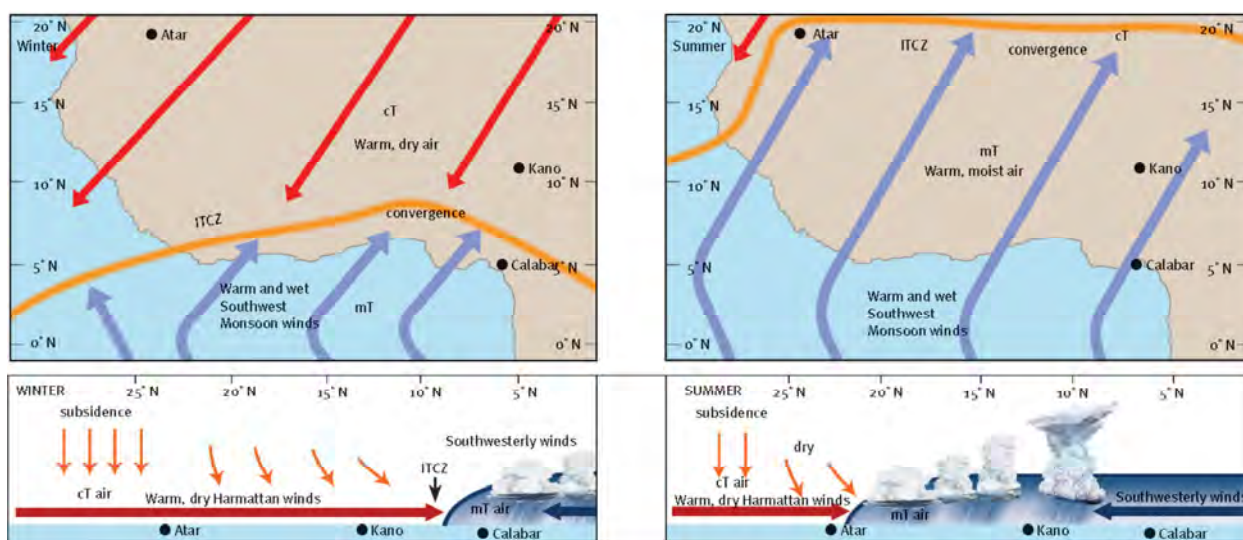 20° N
Winter
Atar
20° N
15° N
cT
15° N
Warm, dry air
Kano
10° N
10° N
ITCZ
convergence
5° N
Calabar
5° N
Warm and wet
Southwest
mT
Monsoon winds
0° N
0° N
20° N
Summer
Atar
ITCZ
cT
convergence
20° N
15° N
15° N
mT
Warm, moist air
Kano
10° N
10° N
5° N
Calabar
5° N
Warm and wet
Southwest
Monsoon winds
0° N
0° N
WINTER
25° N
20° N
15° N
10° N
5° N
subsidence
Southwesterly winds
ITCZ
cT air
Warm, dry Harmattan winds
mT air
Atar
Kano
Calabar
SUMMER
25° N
20° N
15° N
10° N
5° N
subsidence
dry
cT air
Warm, dry Harmattan winds
Southwesterly winds
mT air
Atar
Kano
Calabar